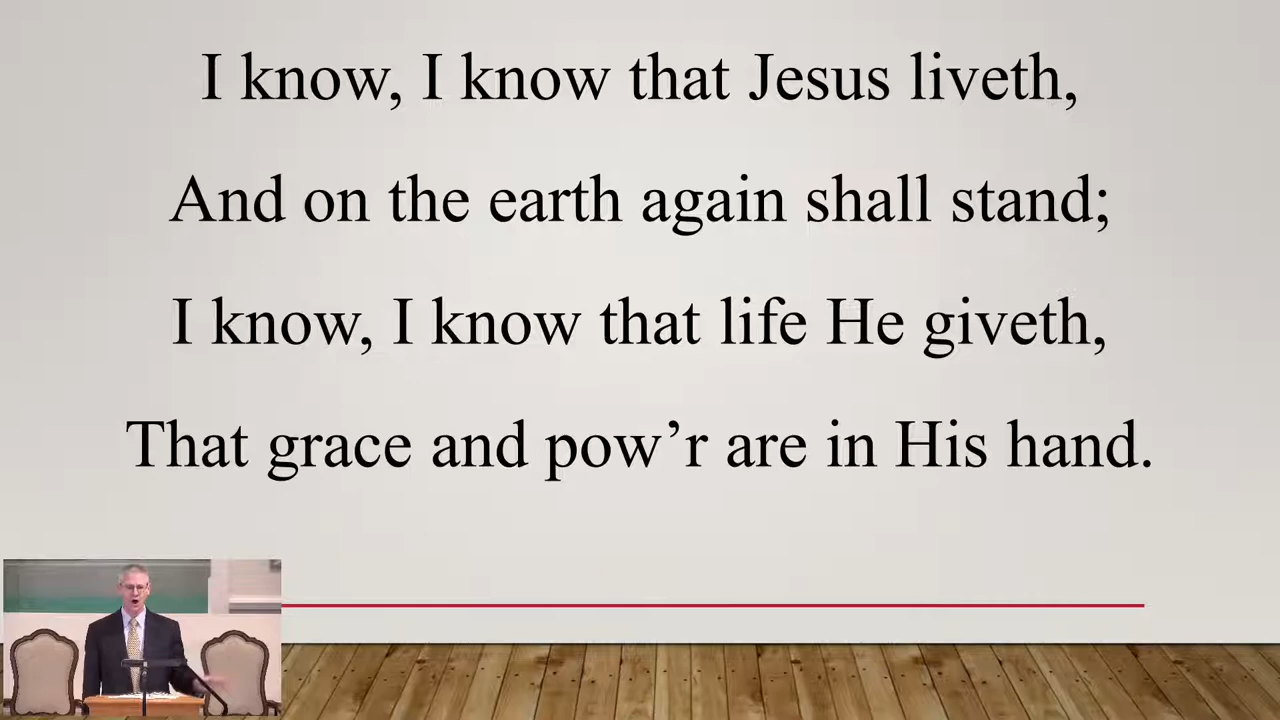 I know, I know that Jesus liveth,
And on the earth again shall stand;
I know, I know that life He giveth,
That grace and pow’r are in His hand.